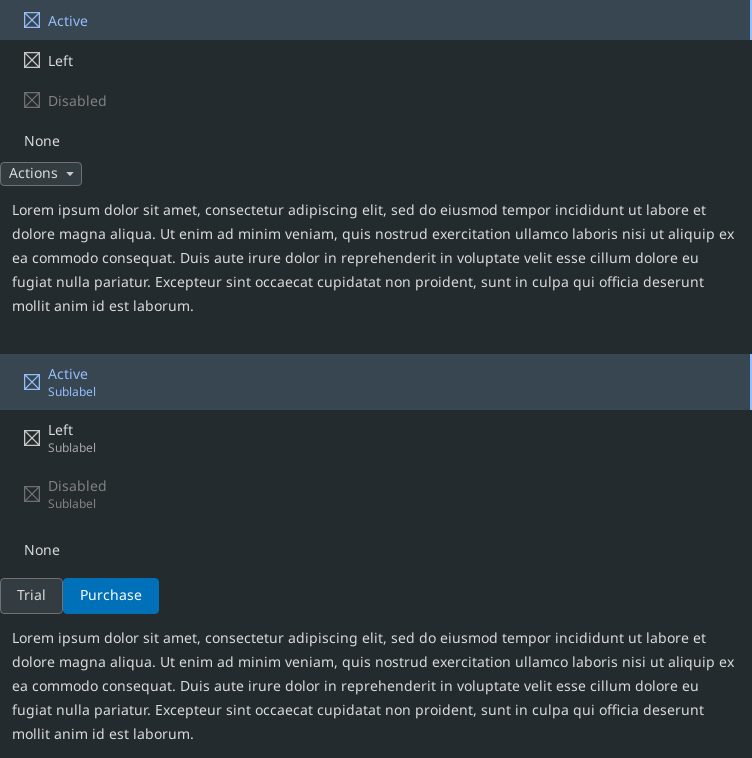 Active
Left
Disabled
None
Actions
Lorem ipsum dolor sit amet, consectetur adipiscing elit, sed do eiusmod tempor incididunt ut labore et
dolore magna aliqua. Ut enim ad minim veniam, quis nostrud exercitation ullamco laboris nisi ut aliquip ex
ea commodo consequat. Duis aute irure dolor in reprehenderit in voluptate velit esse cillum dolore eu
fugiat nulla pariatur. Excepteur sint occaecat cupidatat non proident, sunt in culpa qui officia deserunt
mollit anim id est laborum.
Active
Sublabel
Left
Sublabel
Disabled
Sublabel
None
Trial Purchase
Lorem ipsum dolor sit amet, consectetur adipiscing elit, sed do eiusmod tempor incididunt ut labore et
dolore magna aliqua. Ut enim ad minim veniam, quis nostrud exercitation ullamco laboris nisi ut aliquip ex
ea commodo consequat. Duis aute irure dolor in reprehenderit in voluptate velit esse cillum dolore eu
fugiat nulla pariatur. Excepteur sint occaecat cupidatat non proident, sunt in culpa qui officia deserunt
mollit anim id est laborum.